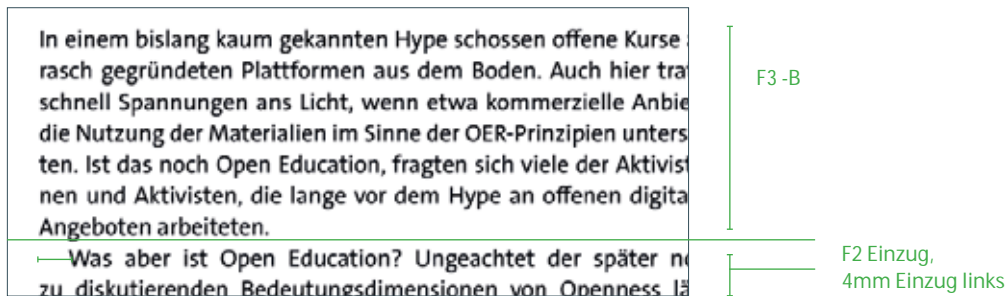 In einem bislang kaum gekannten Hype schossen offene Kurse
rasch gegründeten Plattformen aus dem Boden. Auch hier tra
schnell Spannungen ans Licht, wenn etwa kommerzielle Anbie
die Nutzung der Materialien im Sinne der OER-Prinzipien unters
ten. Ist das noch Open Education, fragten sich viele der Aktivist
nen und Aktivisten, die lange vor dem Hype an offenen digita
Angeboten arbeiteten.
Was aber ist Open Education? Ungeachtet der später
zu diskutierenden Bedeutungsdimensionen von Openness lä
F3 -B
F2 Einzug,
4mm Einzug links